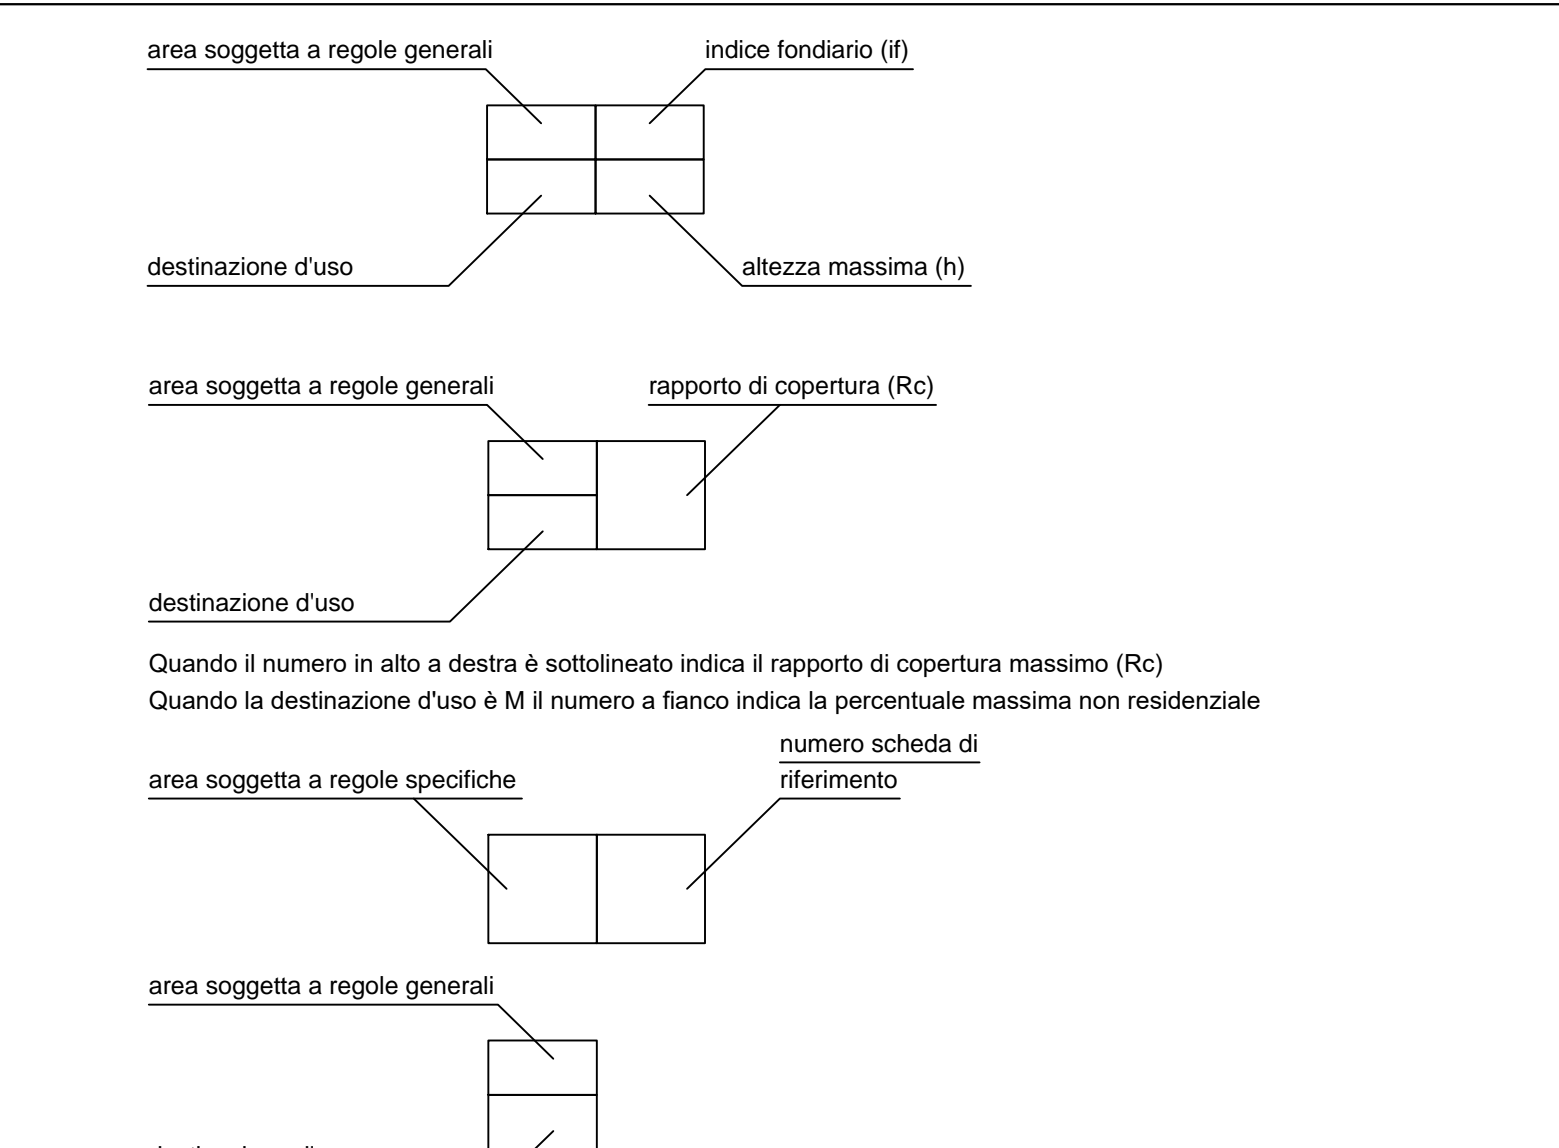 area soggetta a regole generali
indice fondiario (if)
destinazione d'uso
altezza massima (h)
area soggetta a regole generali
rapporto di copertura (Rc)
destinazione d'uso
Quando il numero in alto a destra è sottolineato indica il rapporto di copertura massimo (Rc)
Quando la destinazione d'uso è M il numero a fianco indica la percentuale massima non residenziale
numero scheda di
area soggetta a regole specifiche
riferimento
area soggetta a regole generali